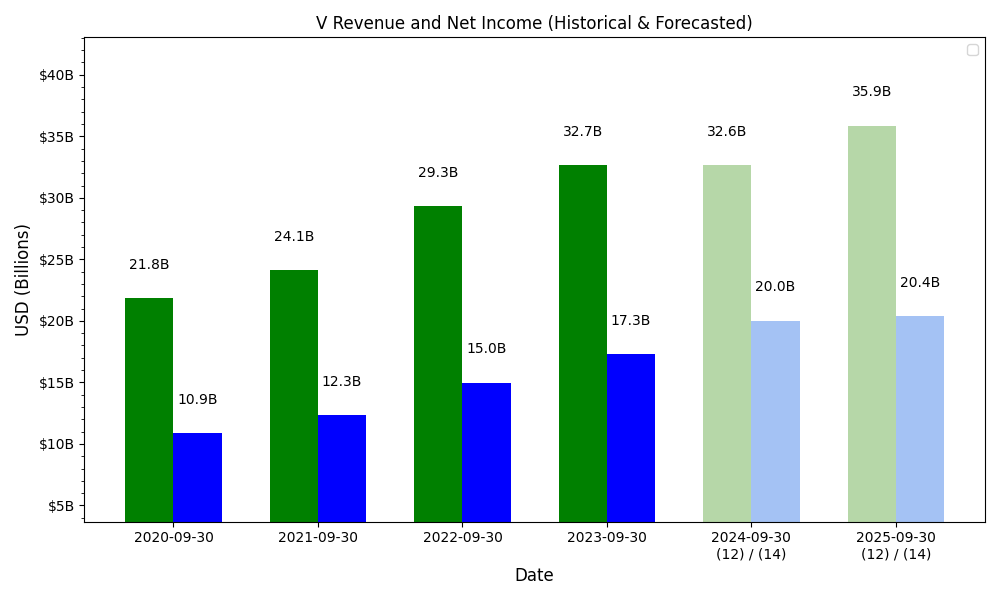 V Revenue and Net Income (Historical & Forecasted)
USD (Billions)
$40B
$35B
$30B
$25B
$20B
$15B
$10B
$5B
21.8B
10.9B
24.1B
12.3B
29.3B
15.0B
32.7B
17.3B
32.6B
20.0B
35.9B
20.4B
2020-09-30
2021-09-30
2022-09-30
2023-09-30
2024-09-30
(12) / (14)
2025-09-30
(12) / (14)
Date